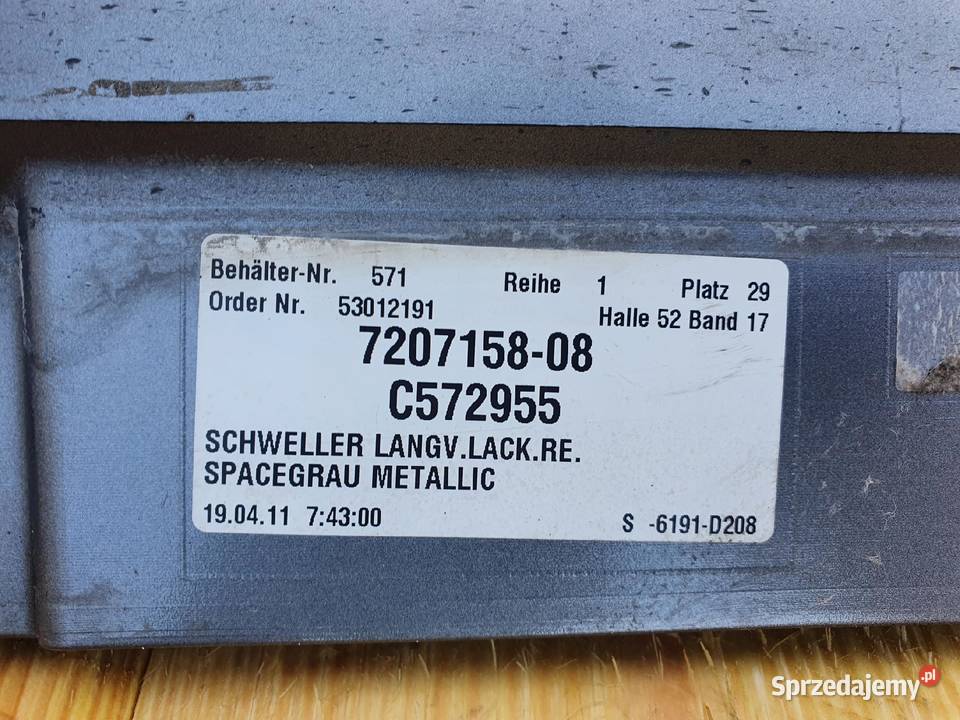 Behälter-Nr. 571 Reihe 1 Platz 29
Order Nr. 53012191 Halle 52 Band 17
7207158-08
C572955
SCHWELLER LANGV.LACK.RE.
SPACEGRAU METALLIC
19.04.11 7:43:00 S -6191-D208
Sprzedajemy.pl